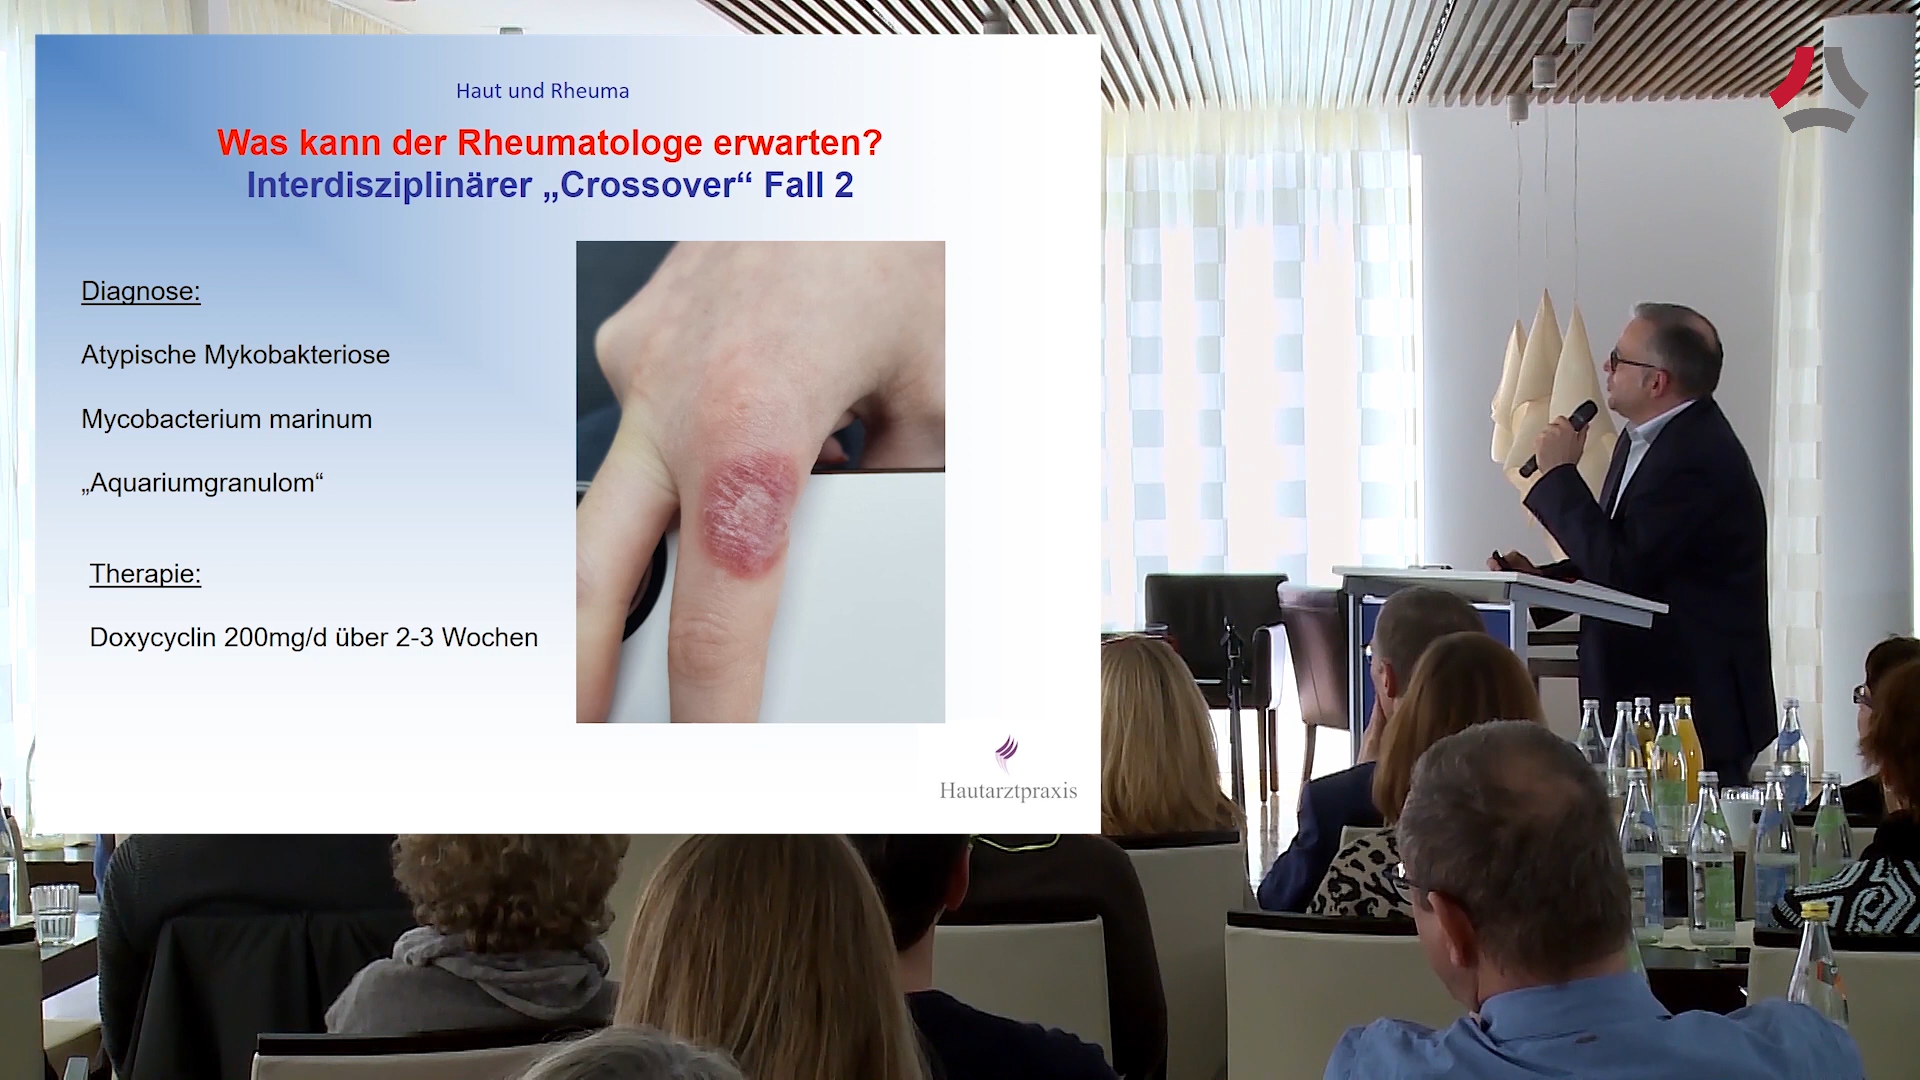 Haut und Rheuma
Was kann der Rheumatologe erwarten?
Interdisziplinärer „Crossover“ Fall 2
Diagnose:
Atypische Mykobakteriose
Mycobacterium marinum
„Aquariumgranulom“
Therapie:
Doxycyclin 200mg/d über 2-3 Wochen
Hautarztpraxis